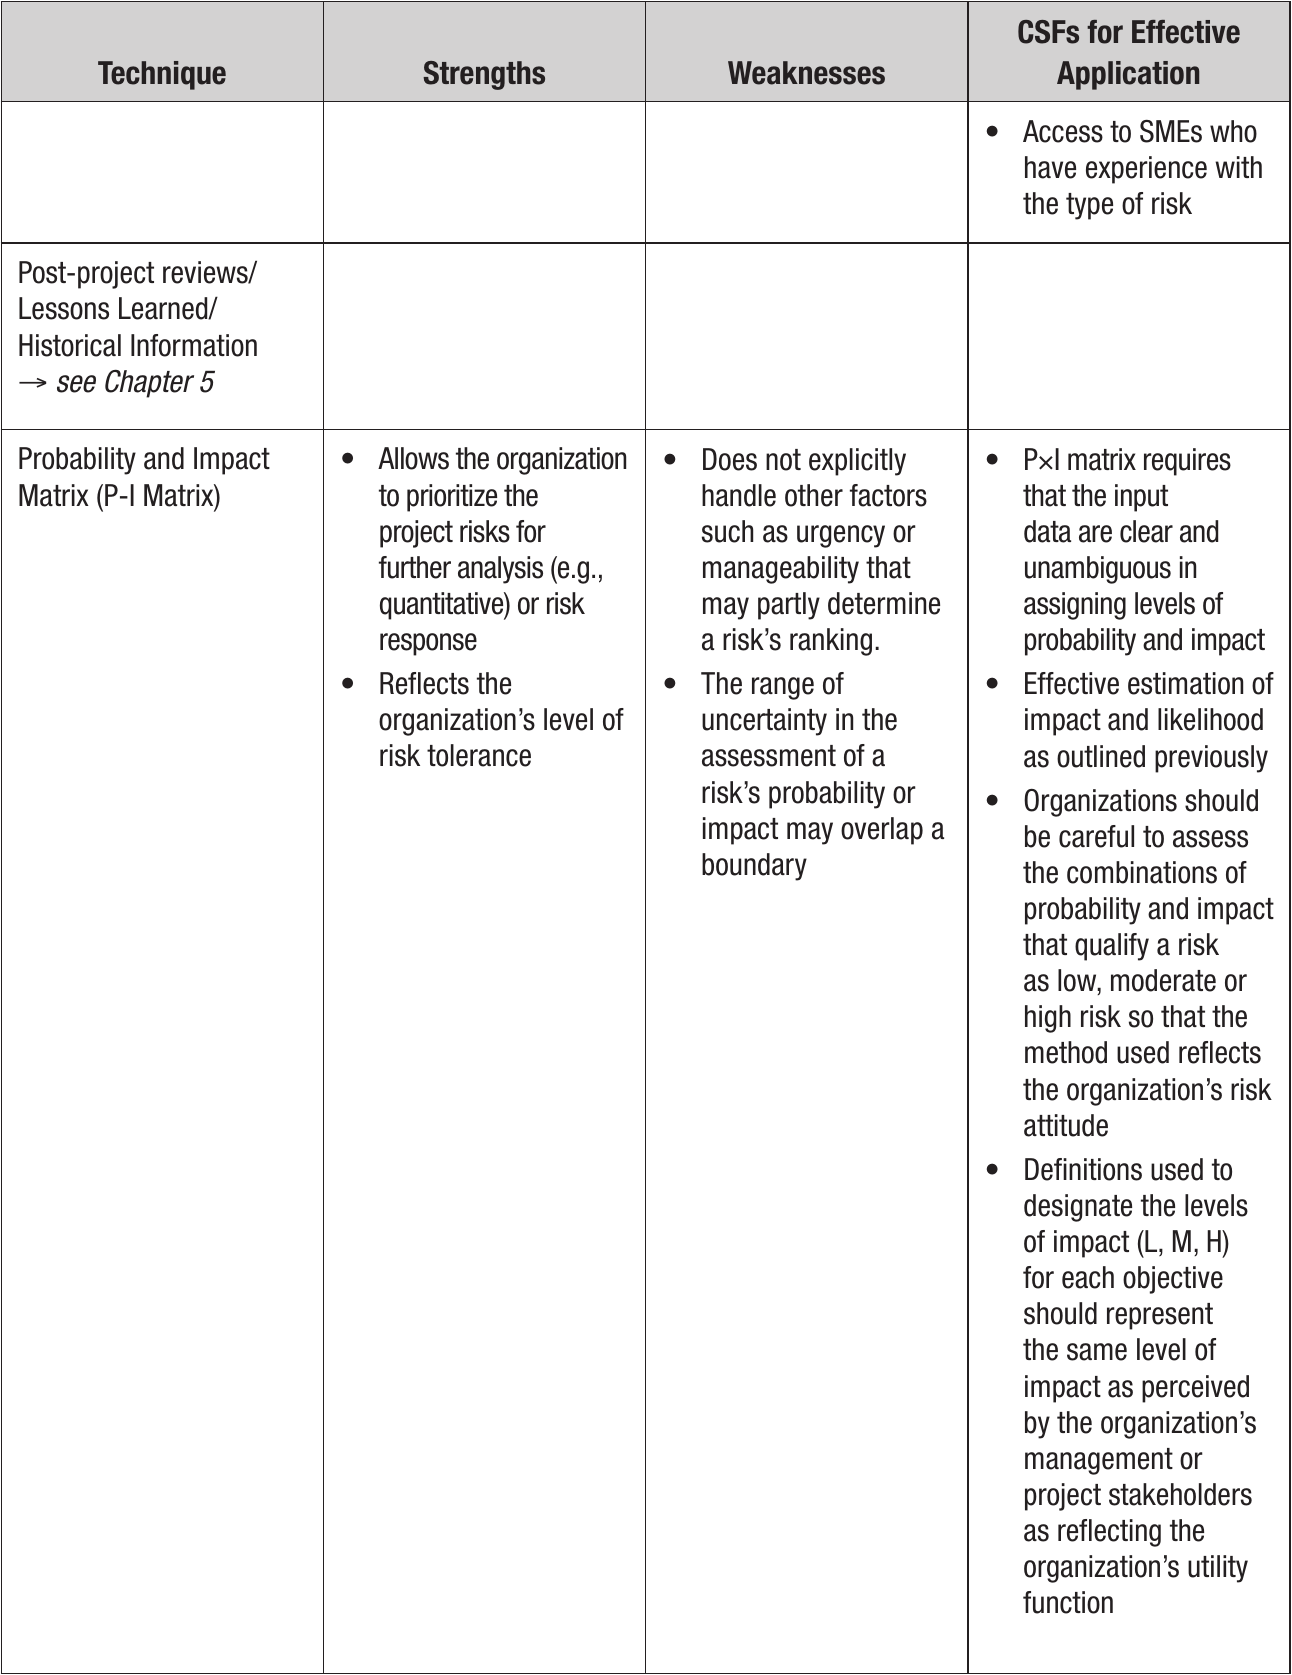 Technique
Strengths
Weaknesses
CSFs for Effective
Application
• Access to SMEs who
have experience with
the type of risk
Post-project reviews/
Lessons Learned/
Historical Information
→ see Chapter 5
Probability and Impact
Matrix (P-I Matrix)
• Allows the organization
to prioritize the
project risks for
further analysis (e.g.,
quantitative) or risk
response
• Reflects the
organization’s level of
risk tolerance
• Does not explicitly
handle other factors
such as urgency or
manageability that
may partly determine
a risk’s ranking.
• The range of
uncertainty in the
assessment of a
risk’s probability or
impact may overlap a
boundary
• P×I matrix requires
that the input
data are clear and
unambiguous in
assigning levels of
probability and impact
• Effective estimation of
impact and likelihood
as outlined previously
• Organizations should
be careful to assess
the combinations of
probability and impact
that qualify a risk
as low, moderate or
high risk so that the
method used reflects
the organization’s risk
attitude
• Definitions used to
designate the levels
of impact (L, M, H)
for each objective
should represent
the same level of
impact as perceived
by the organization’s
management or
project stakeholders
as reflecting the
organization’s utility
function